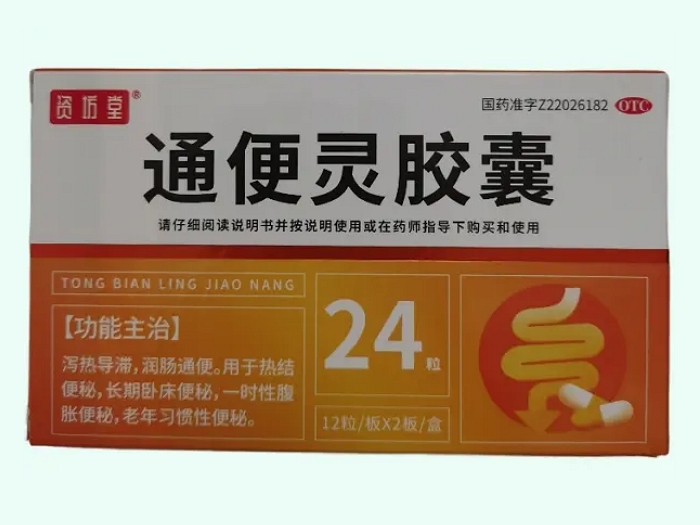 资坊堂®
国药准字Z22026182 OTC
通便灵胶囊
请仔细阅读说明书并按说明使用或在药师指导下购买和使用
TONG BIAN LING JIAO NANG
【功能主治】
泻热导滞，润肠通便。用于热结
便秘，长期卧床便秘，一时性腹
胀便秘，老年习惯性便秘。
24粒
12粒/板X2板/盒